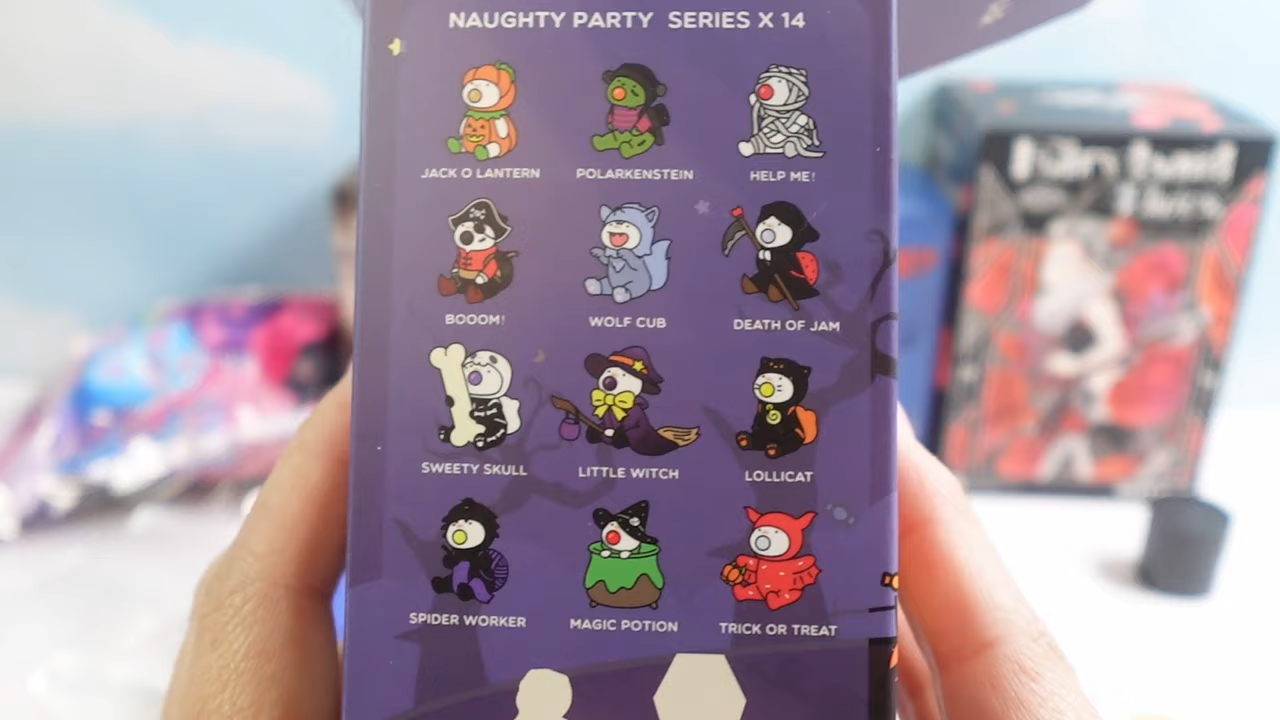 NAUGHTY PARTY SERIES X 14
JACK O LANTERN
POLARKENSTEIN
HELP ME!
BOOOM!
WOLF CUB
DEATH OF JAM
SWEETY SKULL
LITTLE WITCH
LOLLICAT
SPIDER WORKER
MAGIC POTION
TRICK OR TREAT